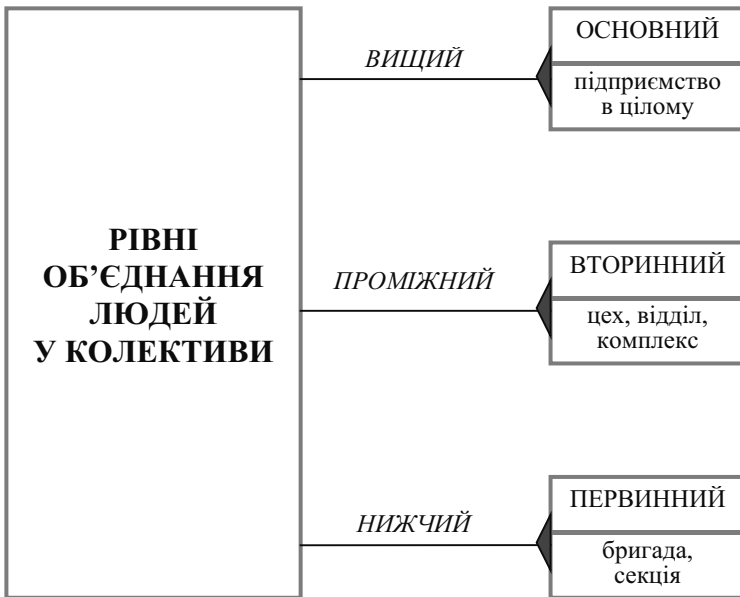 РІВНІ
ОБ’ЄДНАННЯ
ЛЮДЕЙ
У КОЛЕКТИВИ
ВИЩИЙ
ОСНОВНИЙ
підприємство
в цілому
ПРОМІЖНИЙ
ВТОРИННИЙ
цех, відділ,
комплекс
НИЖЧИЙ
ПЕРВИННИЙ
бригада,
секція